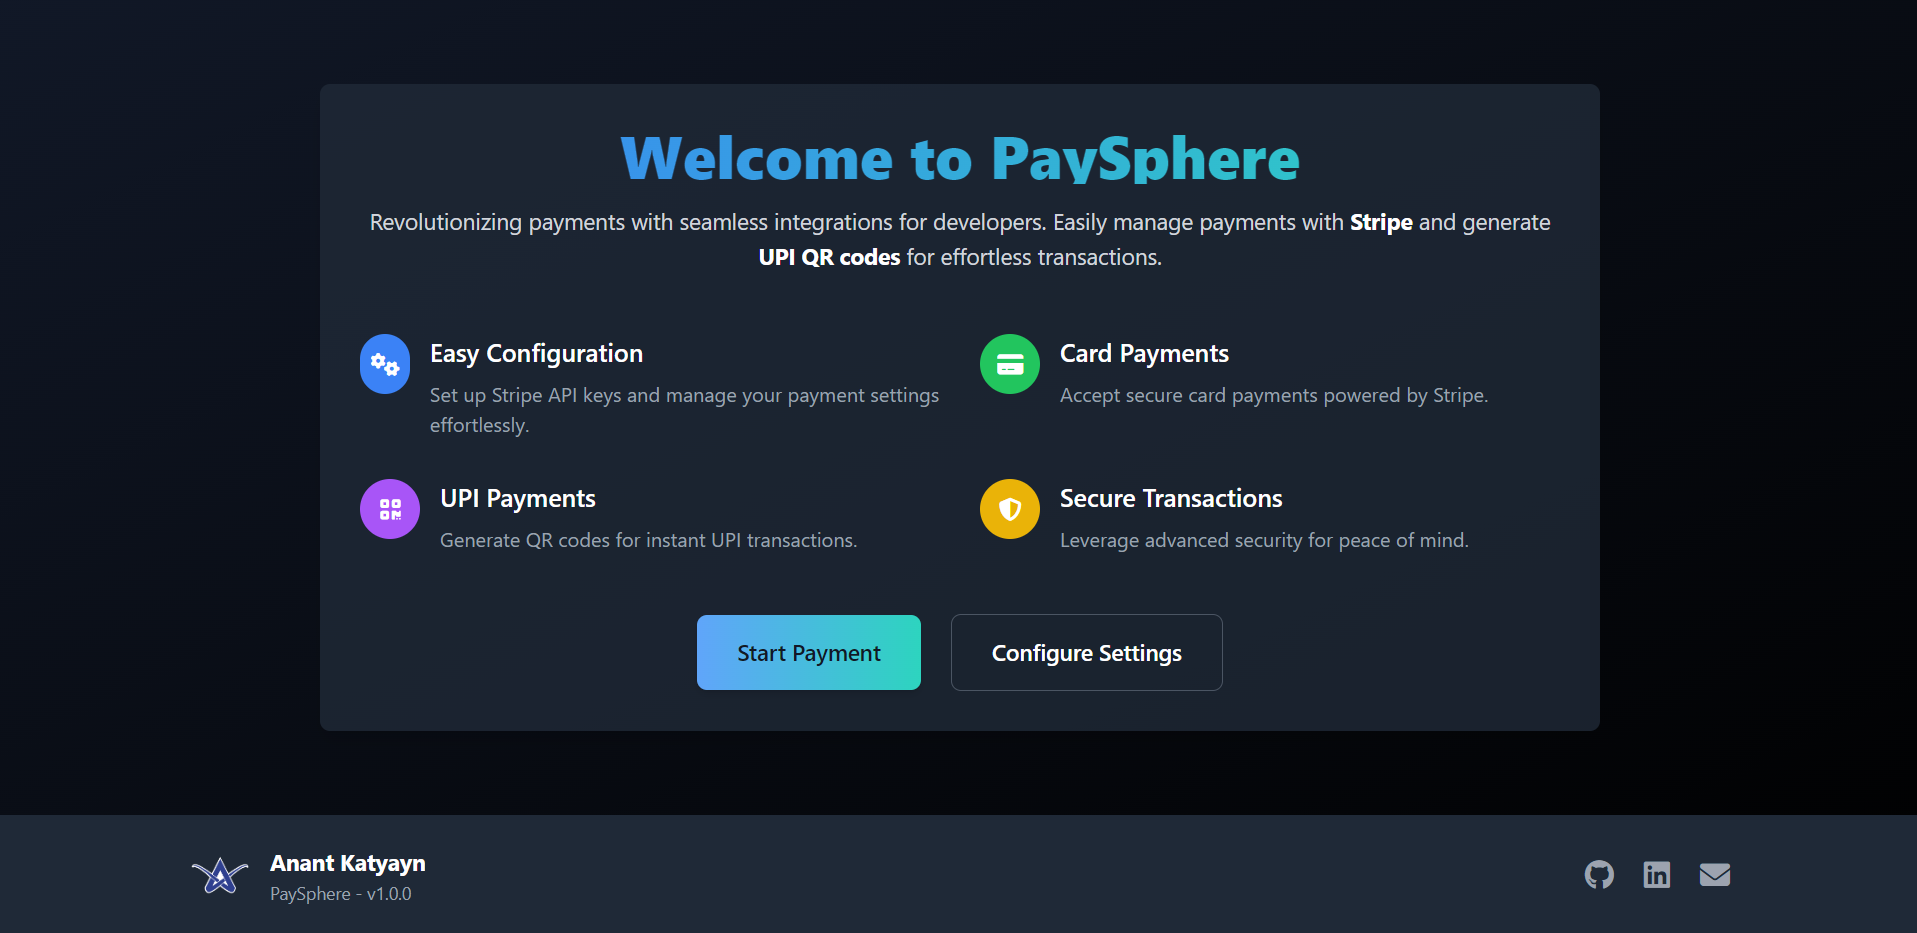 Welcome to PaySphere
Revolutionizing payments with seamless integrations for developers. Easily manage payments with Stripe and generate
UPI QR codes for effortless transactions.
Easy Configuration
Set up Stripe API keys and manage your payment settings
effortlessly.
Card Payments
Accept secure card payments powered by Stripe.
UPI Payments
Generate QR codes for instant UPI transactions.
Secure Transactions
Leverage advanced security for peace of mind.
Start Payment
Configure Settings
Anant Katyayn
PaySphere - v1.0.0